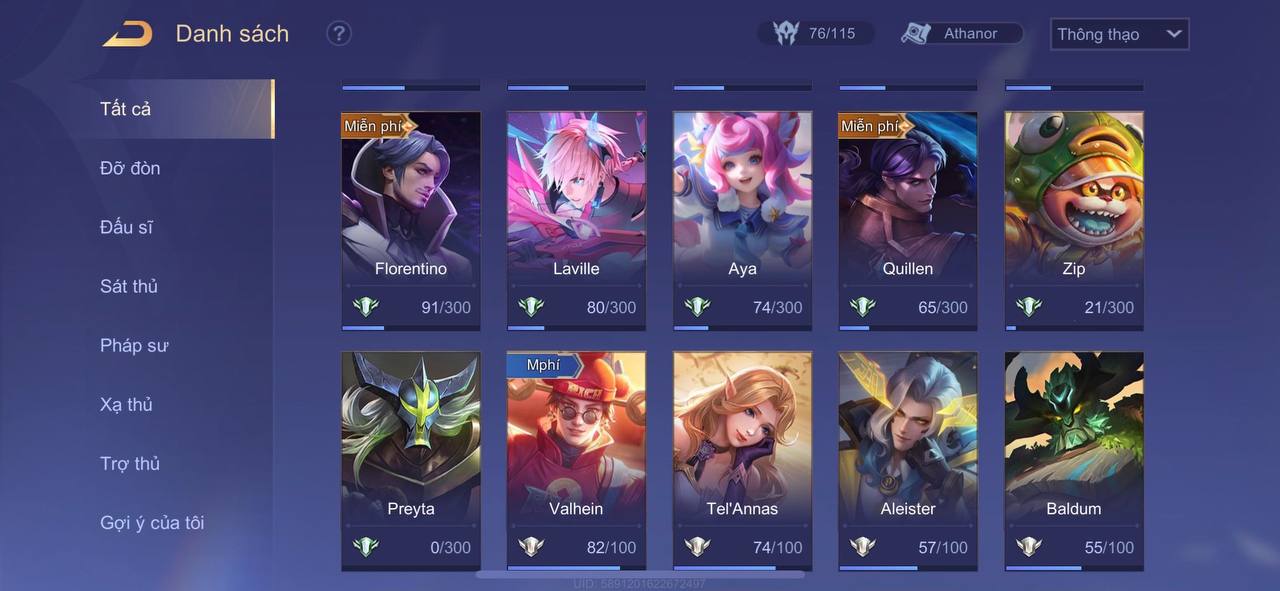 Danh sách
?
76/115
Athanor
Thông thạo
Tất cả
Đỡ đòn
Đấu sĩ
Sát thủ
Pháp sư
Xạ thủ
Trợ thủ
Gợi ý của tôi
Miễn phí
Florentino
91/300
Laville
80/300
Aya
74/300
Miễn phí
Quillen
65/300
Zip
21/300
Preyta
0/300
Mphí
Valhein
82/100
Tel'Annas
74/100
Aleister
57/100
Baldum
55/100
UID: 5891201622672497